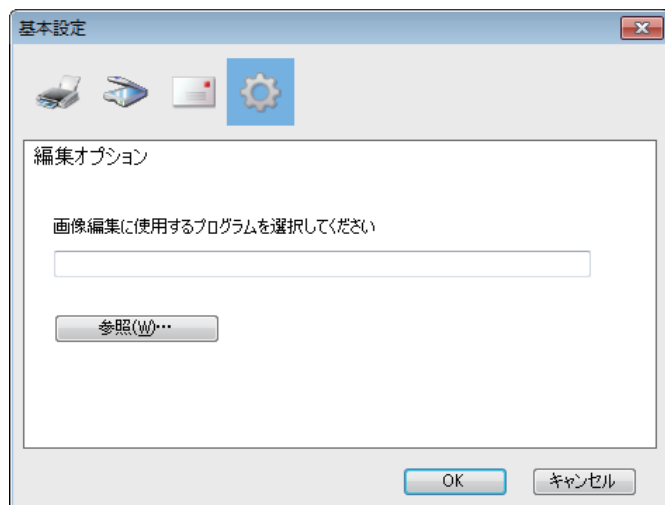 基本設定
編集オプション
画像編集に使用するプログラムを選択してください
参照(W)…
OK
キャンセル